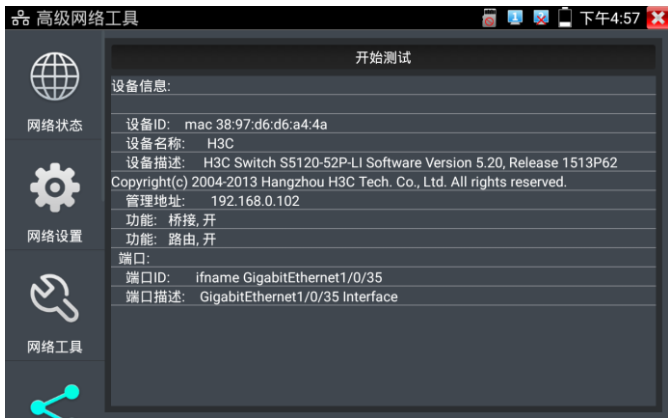 高级网络工具
下午4:57
开始测试
设备信息:
网络状态
设备ID: mac 38:97:d6:d6:a4:4a
设备名称: H3C
设备描述: H3C Switch S5120-52P-LI Software Version 5.20, Release 1513P62
Copyright(c) 2004-2013 Hangzhou H3C Tech. Co., Ltd. All rights reserved.
管理地址: 192.168.0.102
功能: 桥接,开
网络设置
功能: 路由,开
端口:
端口ID: ifname GigabitEthernet1/0/35
端口描述: GigabitEthernet1/0/35 Interface
网络工具